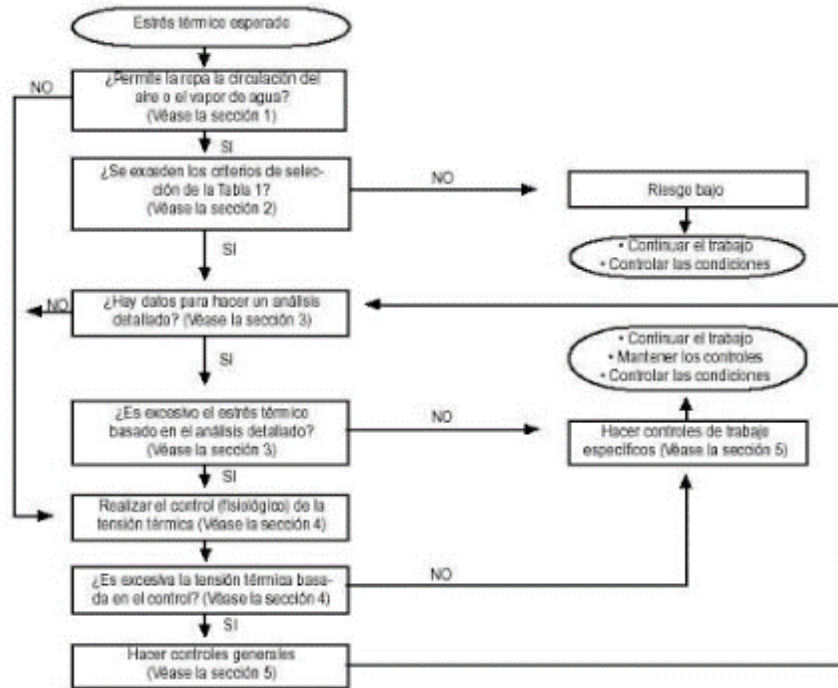 Estrés térmico esperado
¿Permite la ropa la circulación del
aire o el vapor de agua?
(Véase la sección 1)
NO
SI
¿Se exceden los criterios de selec-
ción de la Tabla 1?
(Véase la sección 2)
NO
Riesgo bajo
• Continuar el trabajo
• Controlar las condiciones
SI
¿Hay datos para hacer un análisis
detallado? (Véase la sección 3)
NO
SI
• Continuar el trabajo
• Mantener los controles
• Controlar las condiciones
¿Es excesivo el estrés térmico
basado en el análisis detallado?
(Véase la sección 3)
NO
Hacer controles de trabajo
específicos (Véase la sección 5)
SI
Realizar el control (fisiológico) de la
tensión térmica (Véase la sección 4)
¿Es excesiva la tensión térmica basa-
da en el control? (Véase la sección 4)
NO
SI
Hacer controles generales
(Véase la sección 5)